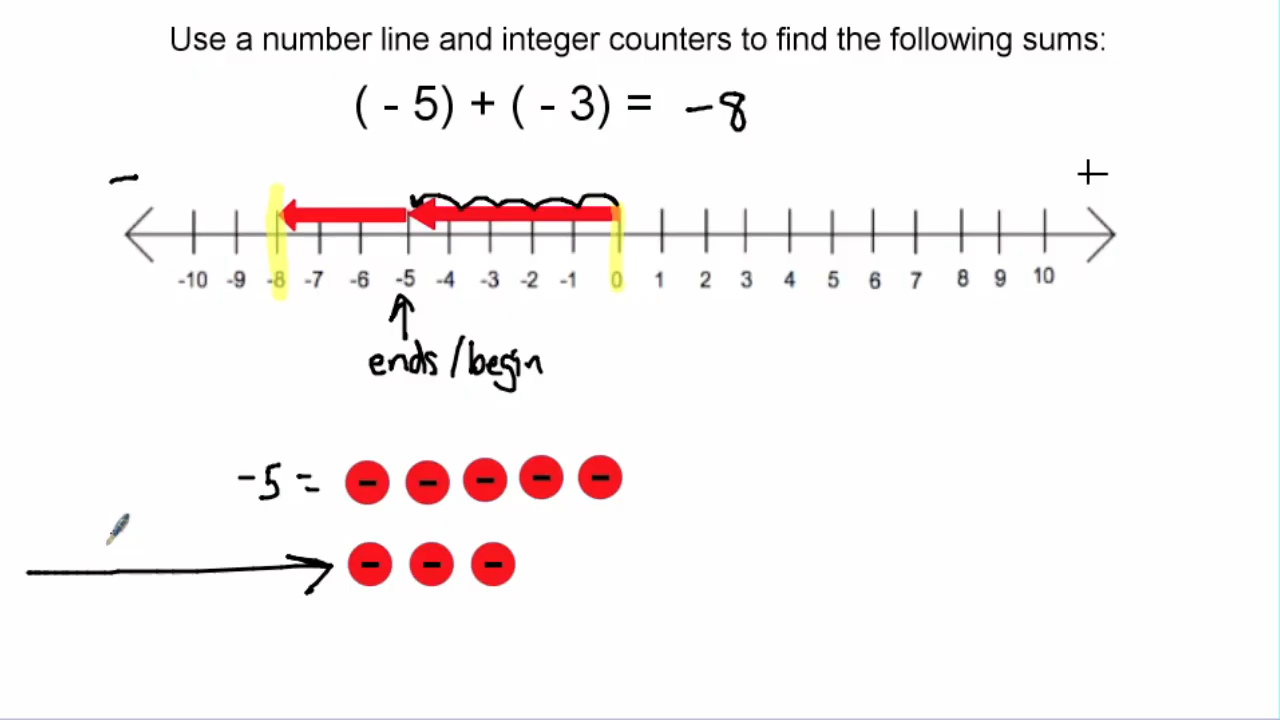 Use a number line and integer counters to find the following sums:
( - 5) + ( - 3) = -8
- +
-10 -9 -8 -7 -6 -5 -4 -3 -2 -1 0 1 2 3 4 5 6 7 8 9 10
ends/begin
-5 = - - - - -
- - -